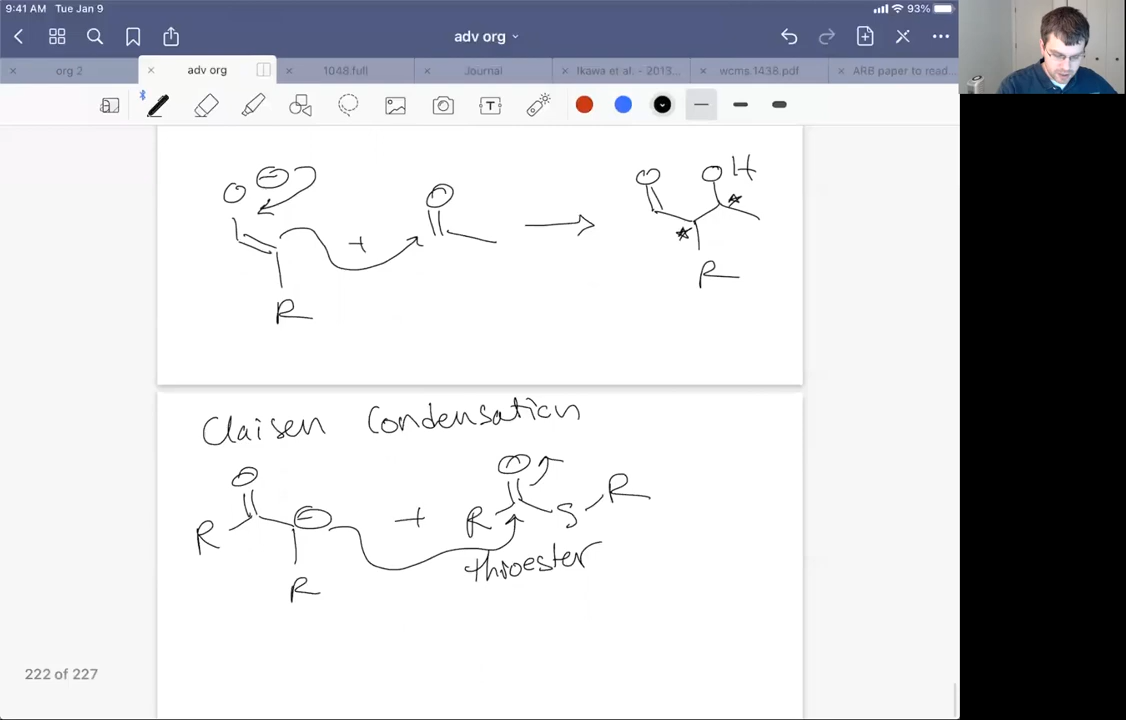 9:41 AM Tue Jan 9
93%
adv org
org 2
adv org
1048.full
Journal
Ikawa et al. - 2013...
wcms.1438.pdf
ARB paper to read...
T
O ⊖
O
O
O H
+
R
R
Claisen Condensation
O
O
R
⊖
+
R
S
R
thioester
R
222 of 227